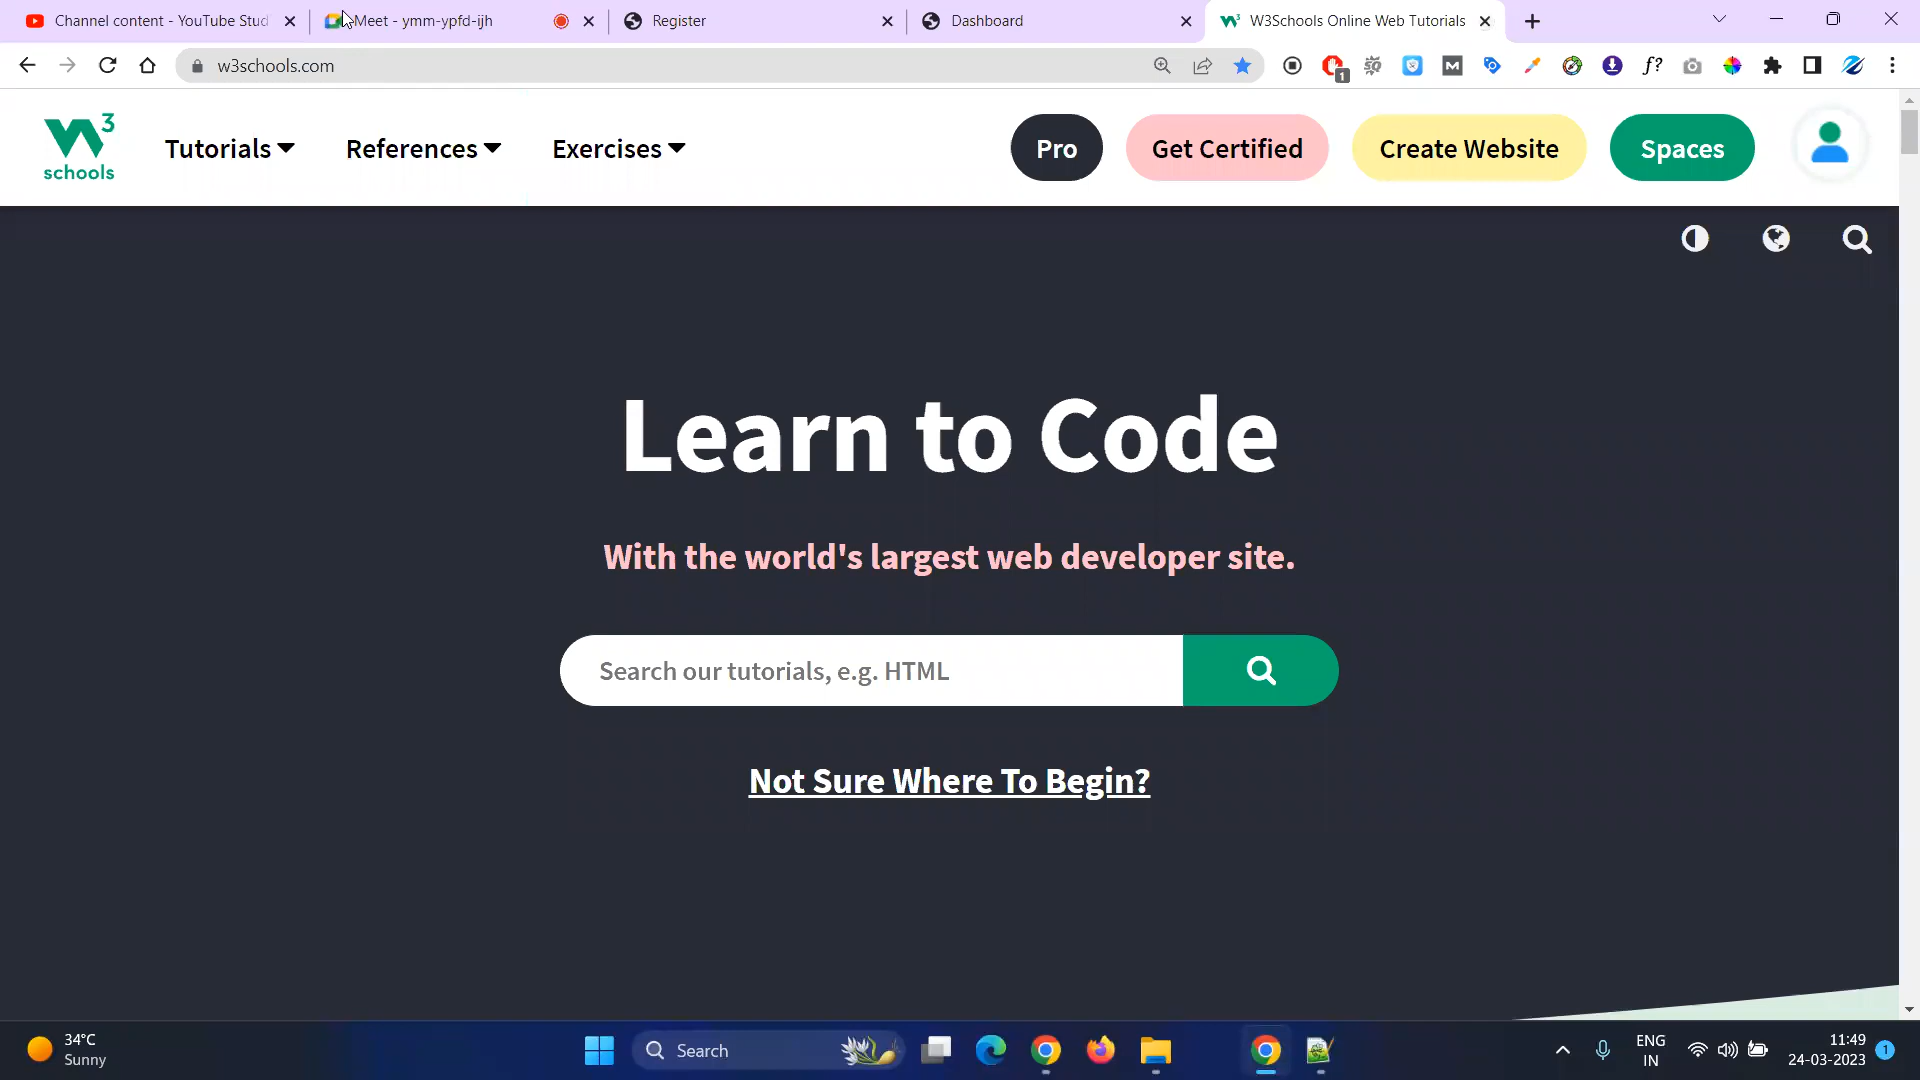 Channel content - YouTube Stud
Meet - ymm-ypfd-ijh
Register
Dashboard
W3Schools Online Web Tutorials
w3schools.com
1
f?
3
schools
Tutorials
References
Exercises
Pro
Get Certified
Create Website
Spaces
Learn to Code
With the world's largest web developer site.
Search our tutorials, e.g. HTML
Not Sure Where To Begin?
34°C
Sunny
Search
ENG
IN
11:49
24-03-2023
1